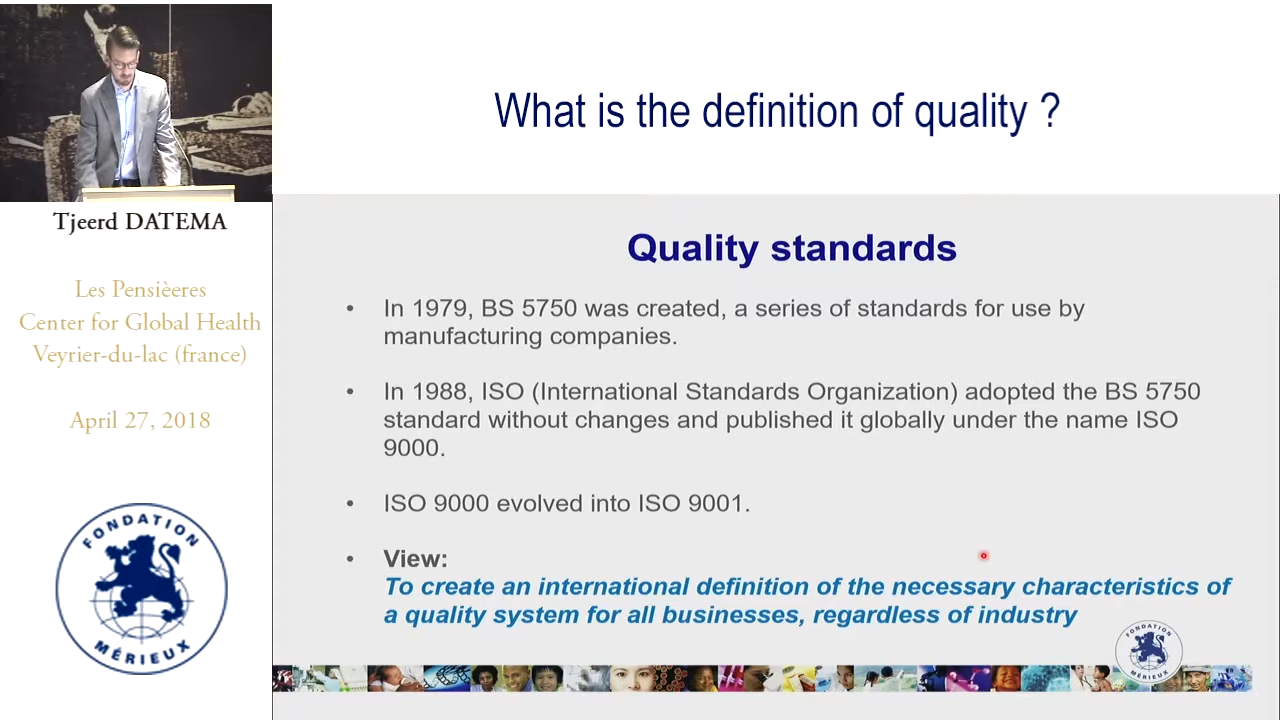 What is the definition of quality ?
Tjeerd DATEMA
Les Pensièeres
Center for Global Health
Veyrier-du-lac (france)
April 27, 2018
FONDATION
MÉRIEUX
Quality standards
• In 1979, BS 5750 was created, a series of standards for use by
manufacturing companies.
• In 1988, ISO (International Standards Organization) adopted the BS 5750
standard without changes and published it globally under the name ISO
9000.
• ISO 9000 evolved into ISO 9001.
• View:
To create an international definition of the necessary characteristics of
a quality system for all businesses, regardless of industry
FONDATION
MÉRIEUX